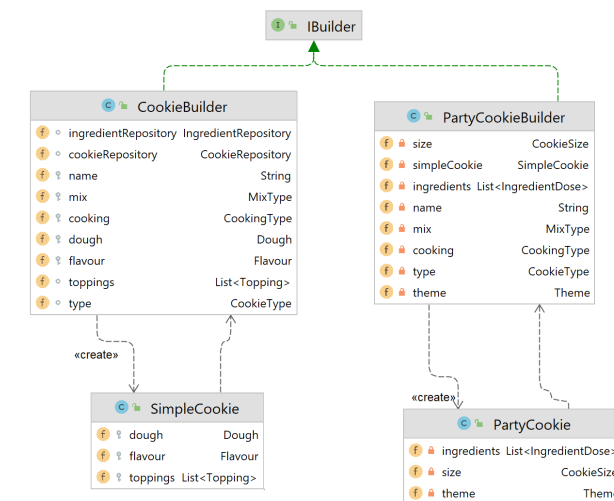 IBuilder
CookieBuilder
ingredientRepository IngredientRepository
cookieRepository CookieRepository
name String
mix MixType
cooking CookingType
dough Dough
flavour Flavour
toppings List<Topping>
type CookieType
PartyCookieBuilder
size CookieSize
simpleCookie SimpleCookie
ingredients List<IngredientDose>
name String
mix MixType
cooking CookingType
type CookieType
theme Theme
«create»
SimpleCookie
dough Dough
flavour Flavour
toppings List<Topping>
«create»
PartyCookie
ingredients List<IngredientDose>
size CookieSize
theme Theme